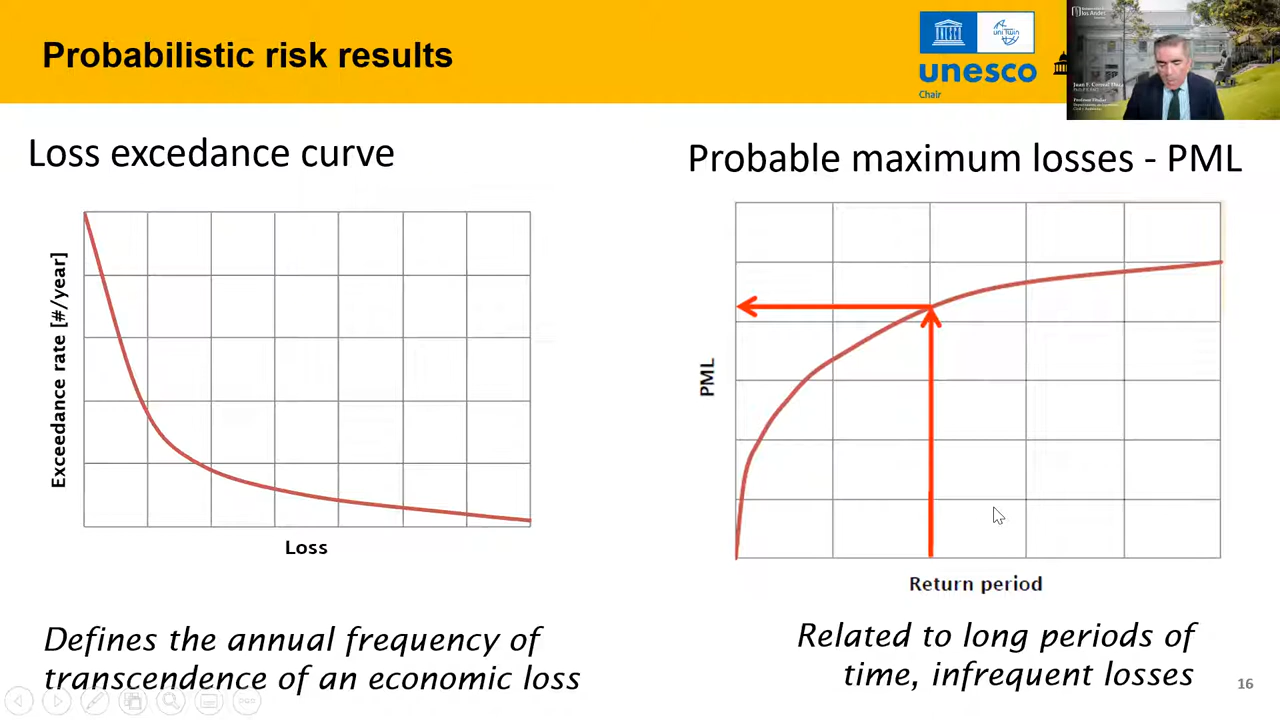 Probabilistic risk results
unesco
Chair
Loss excedance curve
Exceedance rate [#/year]
Loss
Defines the annual frequency of
transcendence of an economic loss
Probable maximum losses - PML
PML
Return period
Related to long periods of
time, infrequent losses
16